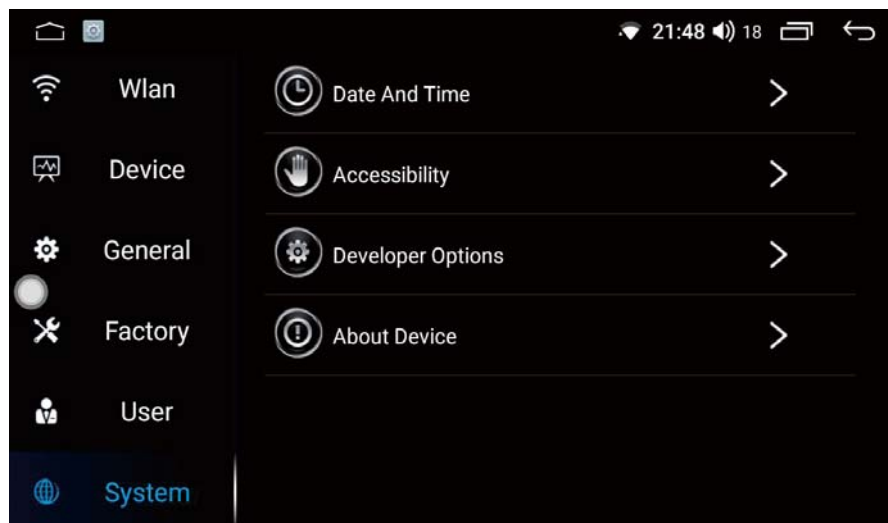 21:48 18
Wlan
Device
General
Factory
User
System
Date And Time
Accessibility
Developer Options
About Device